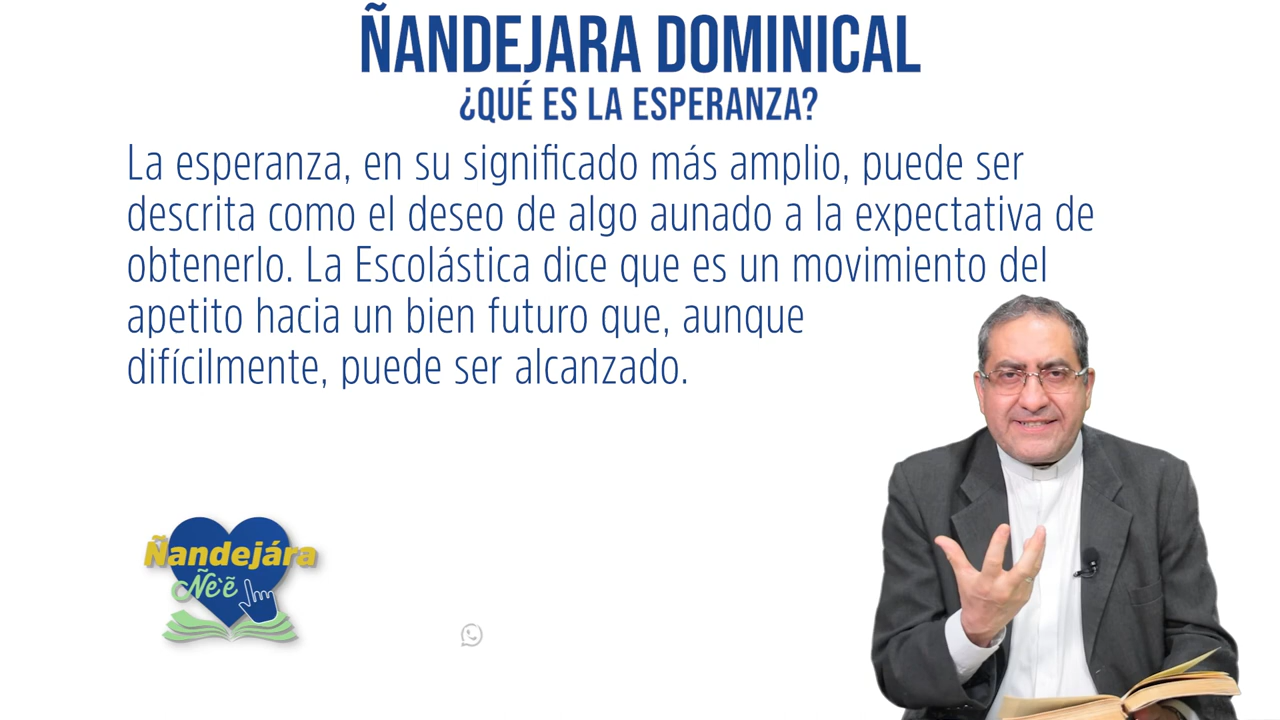 ÑANDEJARA DOMINICAL
¿QUÉ ES LA ESPERANZA?
La esperanza, en su significado más amplio, puede ser
descrita como el deseo de algo aunado a la expectativa de
obtenerlo. La Escolástica dice que es un movimiento del
apetito hacia un bien futuro que, aunque
difícilmente, puede ser alcanzado.
Ñandejára
Ñe'ẽ